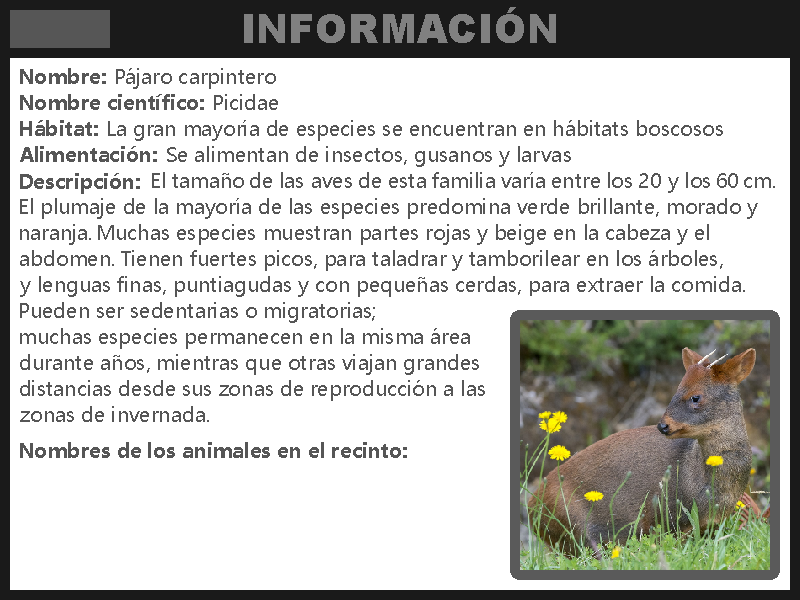 INFORMACIÓN
Nombre: Pájaro carpintero
Nombre científico: Picidae
Hábitat: La gran mayoría de especies se encuentran en hábitats boscosos
Alimentación: Se alimentan de insectos, gusanos y larvas
Descripción: El tamaño de las aves de esta familia varía entre los 20 y los 60 cm.
El plumaje de la mayoría de las especies predomina verde brillante, morado y
naranja. Muchas especies muestran partes rojas y beige en la cabeza y el
abdomen. Tienen fuertes picos, para taladrar y tamborilear en los árboles,
y lenguas finas, puntiagudas y con pequeñas cerdas, para extraer la comida.
Pueden ser sedentarias o migratorias;
muchas especies permanecen en la misma área
durante años, mientras que otras viajan grandes
distancias desde sus zonas de reproducción a las
zonas de invernada.
Nombres de los animales en el recinto: